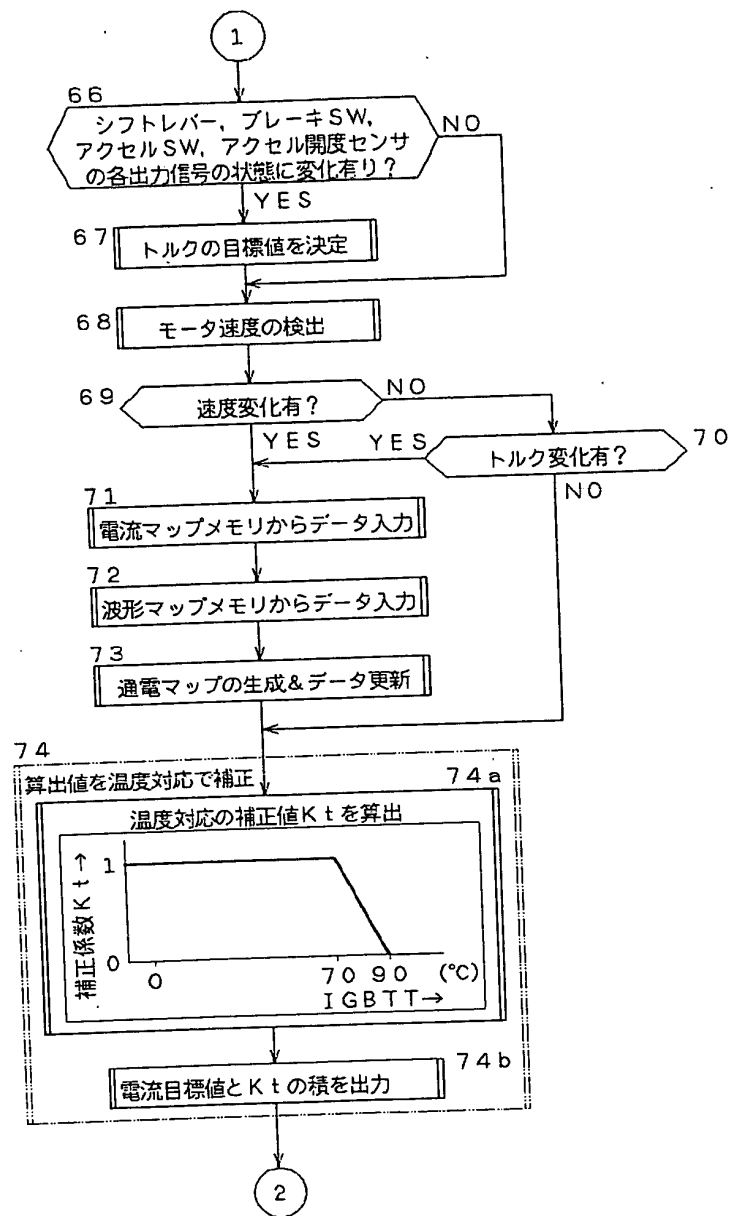 1
66
シフトレバー，ブレーキSW，
アクセルSW，アクセル開度センサ
の各出力信号の状態に変化有り？
NO
YES
67
トルクの目標値を決定
68
モータ速度の検出
69
速度変化有？
NO
YES
YES
トルク変化有？
70
NO
71
電流マップメモリからデータ入力
72
波形マップメモリからデータ入力
73
通電マップの生成＆データ更新
74
算出値を温度対応で補正
74a
温度対応の補正値Ktを算出
補正係数Kt→
1
0
0
70 90 (℃)
IGBTT→
74b
電流目標値とKtの積を出力
2